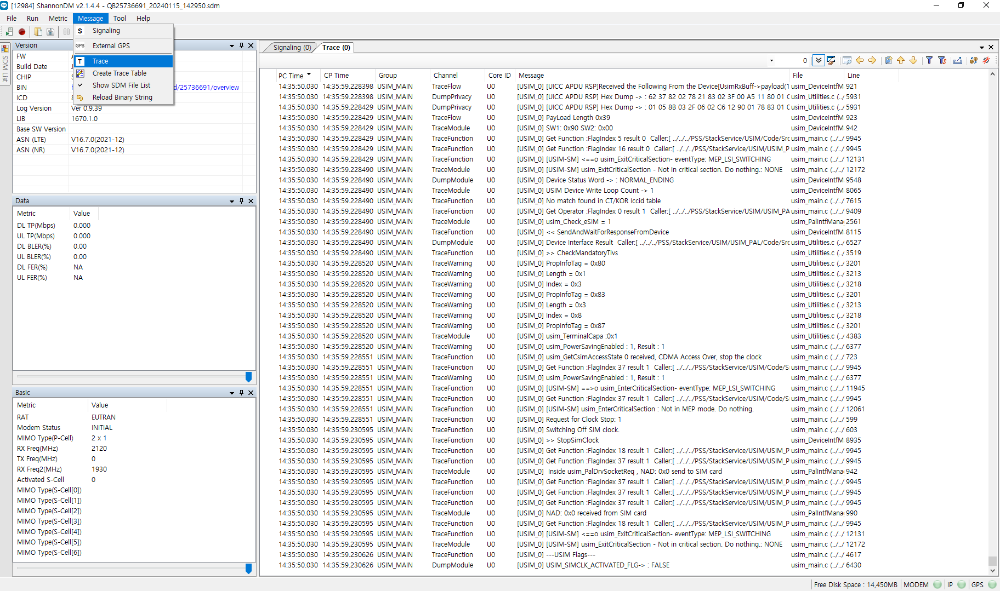 [12984] ShannonDM v2.1.4.4 - QB25736691_20240115_142950.sdm
File Run Metric Message Tool Help
S Signaling
GPS External GPS
T Trace
Create Trace Table
Show SDM File List
Reload Binary String
SDM List
Version
FW
Build Date
CHIP
BIN d/25736691/overview
ICD
Log Version Ver 0.9.39
LIB 1670.1.0
Base SW Version
ASN (LTE) V16.7.0(2021-12)
ASN (NR) V16.7.0(2021-12)
Data
Metric Value
DL TP(Mbps) 0.000
UL TP(Mbps) 0.000
DL BLER(%) 0.00
UL BLER(%) 0.00
DL FER(%) NA
UL FER(%) NA
Basic
Metric Value
RAT EUTRAN
Modem Status INITIAL
MIMO Type(P-Cell) 2 x 1
RX Freq(MHz) 2120
TX Freq(MHz) 0
RX Freq2(MHz) 1930
Activated S-Cell 0
MIMO Type(S-Cell[0])
MIMO Type(S-Cell[1])
MIMO Type(S-Cell[2])
MIMO Type(S-Cell[3])
MIMO Type(S-Cell[4])
MIMO Type(S-Cell[5])
MIMO Type(S-Cell[6])
Signaling (0) Trace (0)
0
PC Time CP Time Group Channel Core ID Message File Line
14:35:50.030 14:35:59.228398 USIM_MAIN TraceFlow U0 [USIM_0] [UICC APDU RSP]Received the Following From the Device[UsimRxBuff->payload(1 usim_DeviceIntfM 921
14:35:50.030 14:35:59.228398 USIM_MAIN DumpPrivacy U0 [USIM_0] [UICC APDU RSP] Hex Dump -> : 62 37 82 02 78 21 83 02 3F 00 A5 11 80 01 usim_Utilities.c (../ 5931
14:35:50.030 14:35:59.228398 USIM_MAIN DumpPrivacy U0 [USIM_0] [UICC APDU RSP] Hex Dump -> : 01 05 8B 03 2F 06 02 C6 12 90 01 78 83 01 usim_Utilities.c (../ 5931
14:35:50.030 14:35:59.228429 USIM_MAIN TraceFlow U0 [USIM_0] PayLoad Length 0x39 usim_DeviceIntfM 923
14:35:50.030 14:35:59.228429 USIM_MAIN TraceModule U0 [USIM_0] SW1: 0x90 SW2: 0x00 usim_DeviceIntfM 942
14:35:50.030 14:35:59.228429 USIM_MAIN TraceFunction U0 [USIM_0] Get Function :FlagIndex 5 result 0 Caller:[ ../../../PSS/StackService/USIM/Code/Src usim_main.c (../../ 9945
14:35:50.030 14:35:59.228429 USIM_MAIN TraceFunction U0 [USIM_0] Get Function :FlagIndex 16 result 0 Caller:[ ../../../PSS/StackService/USIM/USIM_P usim_main.c (../../ 9945
14:35:50.030 14:35:59.228429 USIM_MAIN TraceFunction U0 [USIM_0] [USIM-SM] <==o usim_ExitCriticalSection- eventType: MEP_LSI_SWITCHING usim_main.c (../../ 12131
14:35:50.030 14:35:59.228490 USIM_MAIN TraceModule U0 [USIM_0] [USIM-SM] usim_ExitCriticalSection - Not in critical section. Do nothing.: NONE usim_main.c (../../ 12172
14:35:50.030 14:35:59.228490 USIM_MAIN DumpModule U0 [USIM_0] Device Status Word -> : NORMAL_ENDING usim_DeviceIntfM 9548
14:35:50.030 14:35:59.228490 USIM_MAIN TraceModule U0 [USIM_0] USIM Device Write Loop Count -> 1 usim_DeviceIntfM 8065
14:35:50.030 14:35:59.228490 USIM_MAIN TraceFunction U0 [USIM_0] No match found in CT/KOR Iccid table usim_main.c (../../ 7615
14:35:50.030 14:35:59.228490 USIM_MAIN TraceFunction U0 [USIM_0] Get Operator :FlagIndex 0 result 1 Caller:[ ../../../PSS/StackService/USIM/USIM_PA usim_main.c (../../ 9409
14:35:50.030 14:35:59.228490 USIM_MAIN TraceModule U0 [USIM_0] usim_Check_eSIM = 1 usim_PalIntfMana 2561
14:35:50.030 14:35:59.228490 USIM_MAIN TraceFunction U0 [USIM_0] << SendAndWaitForResponseFromDevice usim_DeviceIntfM 8115
14:35:50.030 14:35:59.228490 USIM_MAIN DumpModule U0 [USIM_0] Device Interface Result Caller:[ ../../../PSS/StackService/USIM/USIM_PAL/Code/Src usim_Utilities.c (../ 6527
14:35:50.030 14:35:59.228490 USIM_MAIN TraceFunction U0 [USIM_0] >> CheckMandatoryTlvs usim_Utilities.c (../ 3519
14:35:50.030 14:35:59.228520 USIM_MAIN TraceWarning U0 [USIM_0] PropInfoTag = 0x80 usim_Utilities.c (../ 3201
14:35:50.030 14:35:59.228520 USIM_MAIN TraceWarning U0 [USIM_0] Length = 0x1 usim_Utilities.c (../ 3213
14:35:50.030 14:35:59.228520 USIM_MAIN TraceWarning U0 [USIM_0] Index = 0x3 usim_Utilities.c (../ 3218
14:35:50.030 14:35:59.228520 USIM_MAIN TraceWarning U0 [USIM_0] PropInfoTag = 0x83 usim_Utilities.c (../ 3201
14:35:50.030 14:35:59.228520 USIM_MAIN TraceWarning U0 [USIM_0] Length = 0x3 usim_Utilities.c (../ 3213
14:35:50.030 14:35:59.228520 USIM_MAIN TraceWarning U0 [USIM_0] Index = 0x8 usim_Utilities.c (../ 3218
14:35:50.030 14:35:59.228520 USIM_MAIN TraceWarning U0 [USIM_0] PropInfoTag = 0x87 usim_Utilities.c (../ 3201
14:35:50.030 14:35:59.228520 USIM_MAIN TraceModule U0 [USIM_0] usim_TerminalCapa :0x1 usim_Utilities.c (../ 4383
14:35:50.030 14:35:59.228520 USIM_MAIN TraceWarning U0 [USIM_0] usim_PowerSavingEnabled : 1, Result : 1 usim_main.c (../../ 6377
14:35:50.030 14:35:59.228551 USIM_MAIN TraceFunction U0 [USIM_0] usim_GetCsimAccessState 0 received, CDMA Access Over, stop the clock usim_main.c (../../ 723
14:35:50.030 14:35:59.228551 USIM_MAIN TraceFunction U0 [USIM_0] Get Function :FlagIndex 37 result 1 Caller:[ ../../../PSS/StackService/USIM/Code/S usim_main.c (../../ 9945
14:35:50.030 14:35:59.228551 USIM_MAIN TraceWarning U0 [USIM_0] usim_PowerSavingEnabled : 1, Result : 1 usim_main.c (../../ 6377
14:35:50.030 14:35:59.228551 USIM_MAIN TraceFunction U0 [USIM_0] [USIM-SM] ==>o usim_EnterCriticalSection- eventType: MEP_LSI_SWITCHING usim_main.c (../../ 11945
14:35:50.030 14:35:59.228551 USIM_MAIN TraceFunction U0 [USIM_0] Get Function :FlagIndex 37 result 1 Caller:[ ../../../PSS/StackService/USIM/Code/S usim_main.c (../../ 9945
14:35:50.030 14:35:59.228551 USIM_MAIN TraceFunction U0 [USIM_0] [USIM-SM] usim_EnterCriticalSection : Not in MEP mode. Do nothing. usim_main.c (../../ 12061
14:35:50.030 14:35:59.228551 USIM_MAIN TraceFunction U0 [USIM_0] Request for Clock Stop: 1 usim_main.c (../../ 599
14:35:50.030 14:35:59.230595 USIM_MAIN TraceFunction U0 [USIM_0] Switching Off SIM clock. usim_main.c (../../ 603
14:35:50.030 14:35:59.230595 USIM_MAIN TraceFunction U0 [USIM_0] >> StopSimClock usim_DeviceIntfM 8935
14:35:50.030 14:35:59.230595 USIM_MAIN TraceFunction U0 [USIM_0] Get Function :FlagIndex 18 result 1 Caller:[ ../../../PSS/StackService/USIM/USIM_P usim_main.c (../../ 9945
14:35:50.030 14:35:59.230595 USIM_MAIN TraceFunction U0 [USIM_0] Get Function :FlagIndex 37 result 1 Caller:[ ../../../PSS/StackService/USIM/USIM_P usim_main.c (../../ 9945
14:35:50.030 14:35:59.230595 USIM_MAIN TraceModule U0 [USIM_0] Inside usim_PalDrvSocketReq , NAD: 0x0 send to SIM card usim_PalIntfMana 942
14:35:50.030 14:35:59.230595 USIM_MAIN TraceFunction U0 [USIM_0] Get Function :FlagIndex 37 result 1 Caller:[ ../../../PSS/StackService/USIM/USIM_P usim_main.c (../../ 9945
14:35:50.030 14:35:59.230595 USIM_MAIN TraceFunction U0 [USIM_0] Get Function :FlagIndex 37 result 1 Caller:[ ../../../PSS/StackService/USIM/USIM_P usim_main.c (../../ 9945
14:35:50.030 14:35:59.230595 USIM_MAIN TraceFunction U0 [USIM_0] Get Function :FlagIndex 37 result 1 Caller:[ ../../../PSS/StackService/USIM/USIM_P usim_main.c (../../ 9945
14:35:50.030 14:35:59.230595 USIM_MAIN TraceModule U0 [USIM_0] NAD: 0x0 received from SIM card usim_PalIntfMana 990
14:35:50.030 14:35:59.230595 USIM_MAIN TraceFunction U0 [USIM_0] Get Function :FlagIndex 18 result 1 Caller:[ ../../../PSS/StackService/USIM/USIM_P usim_main.c (../../ 9945
14:35:50.030 14:35:59.230595 USIM_MAIN TraceFunction U0 [USIM_0] [USIM-SM] <==o usim_ExitCriticalSection- eventType: MEP_LSI_SWITCHING usim_main.c (../../ 12131
14:35:50.030 14:35:59.230595 USIM_MAIN TraceModule U0 [USIM_0] [USIM-SM] usim_ExitCriticalSection - Not in critical section. Do nothing.: NONE usim_main.c (../../ 12172
14:35:50.030 14:35:59.230626 USIM_MAIN TraceFunction U0 [USIM_0] ---USIM Flags--- usim_main.c (../../ 4617
14:35:50.030 14:35:59.230626 USIM_MAIN DumpModule U0 [USIM_0] USIM_SIMCLK_ACTIVATED_FLG-> : FALSE usim_main.c (../../ 6430
Free Disk Space : 14,450MB MODEM IP GPS